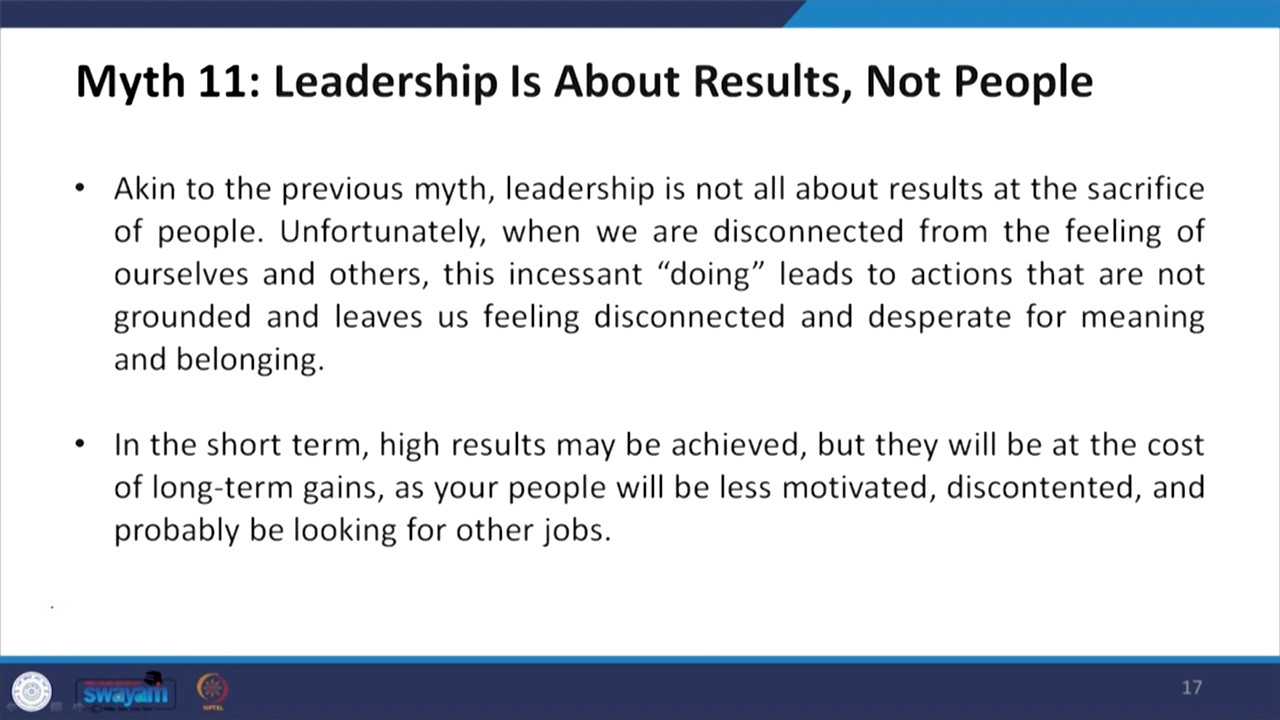 Myth 11: Leadership Is About Results, Not People
• Akin to the previous myth, leadership is not all about results at the sacrifice
of people. Unfortunately, when we are disconnected from the feeling of
ourselves and others, this incessant “doing” leads to actions that are not
grounded and leaves us feeling disconnected and desperate for meaning
and belonging.
• In the short term, high results may be achieved, but they will be at the cost
of long-term gains, as your people will be less motivated, discontented, and
probably be looking for other jobs.
swayam
NPTEL
17